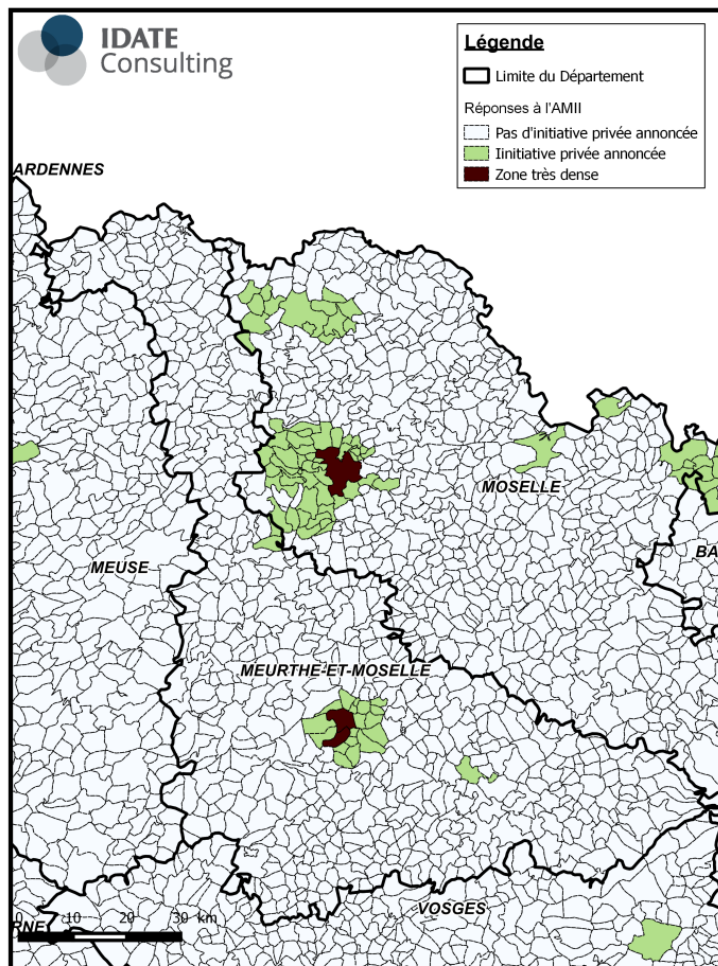 IDATE
Consulting
Légende
Limite du Département
Réponses à l'AMII
Pas d'initiative privée annoncée
Iinitiative privée annoncée
Zone très dense
ARDENNES
MOSELLE
BA
MEUSE
MEURTHE-ET-MOSELLE
VOSGES
0 10 20 30 km
RNE